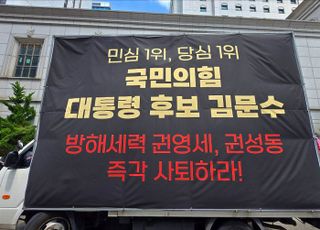 민심 1위, 당심 1위
국민의힘
대통령 후보 김문수
방해세력 권영세, 권성동
즉각 사퇴하라!